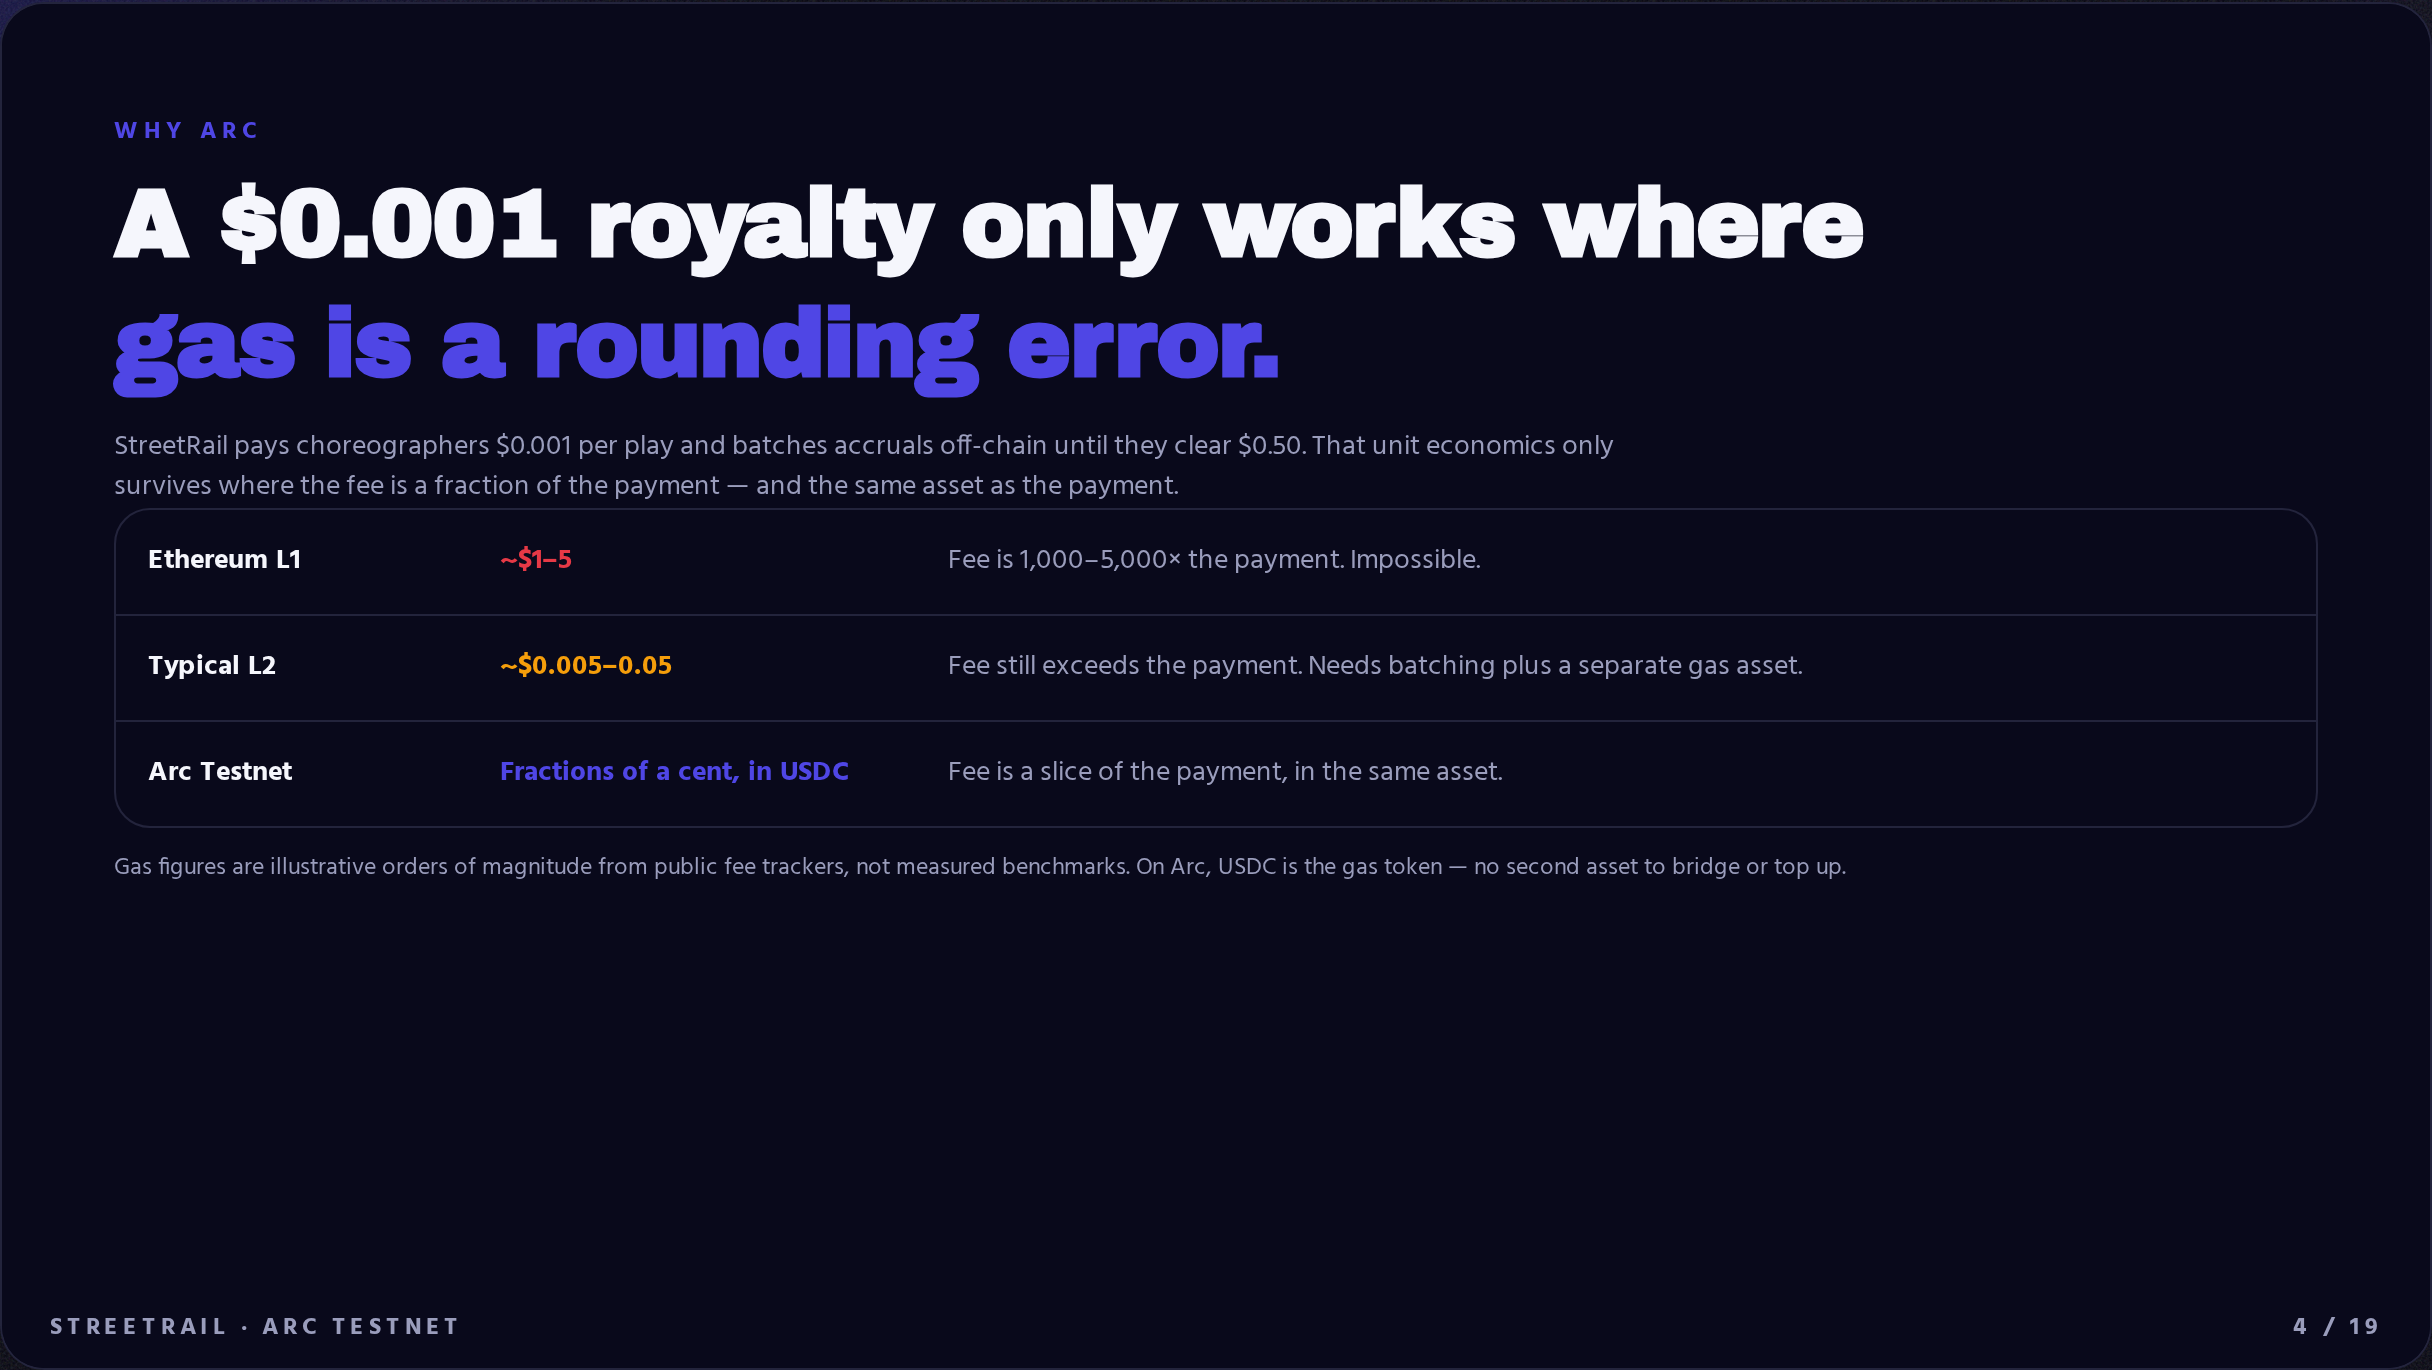 WHY ARC
A $0.001 royalty only works where
gas is a rounding error.
StreetRail pays choreographers $0.001 per play and batches accruals off-chain until they clear $0.50. That unit economics only
survives where the fee is a fraction of the payment — and the same asset as the payment.
Ethereum L1 ~$1–5 Fee is 1,000–5,000× the payment. Impossible.
Typical L2 ~$0.005–0.05 Fee still exceeds the payment. Needs batching plus a separate gas asset.
Arc Testnet Fractions of a cent, in USDC Fee is a slice of the payment, in the same asset.
Gas figures are illustrative orders of magnitude from public fee trackers, not measured benchmarks. On Arc, USDC is the gas token — no second asset to bridge or top up.
STREETRAIL · ARC TESTNET 4 / 19